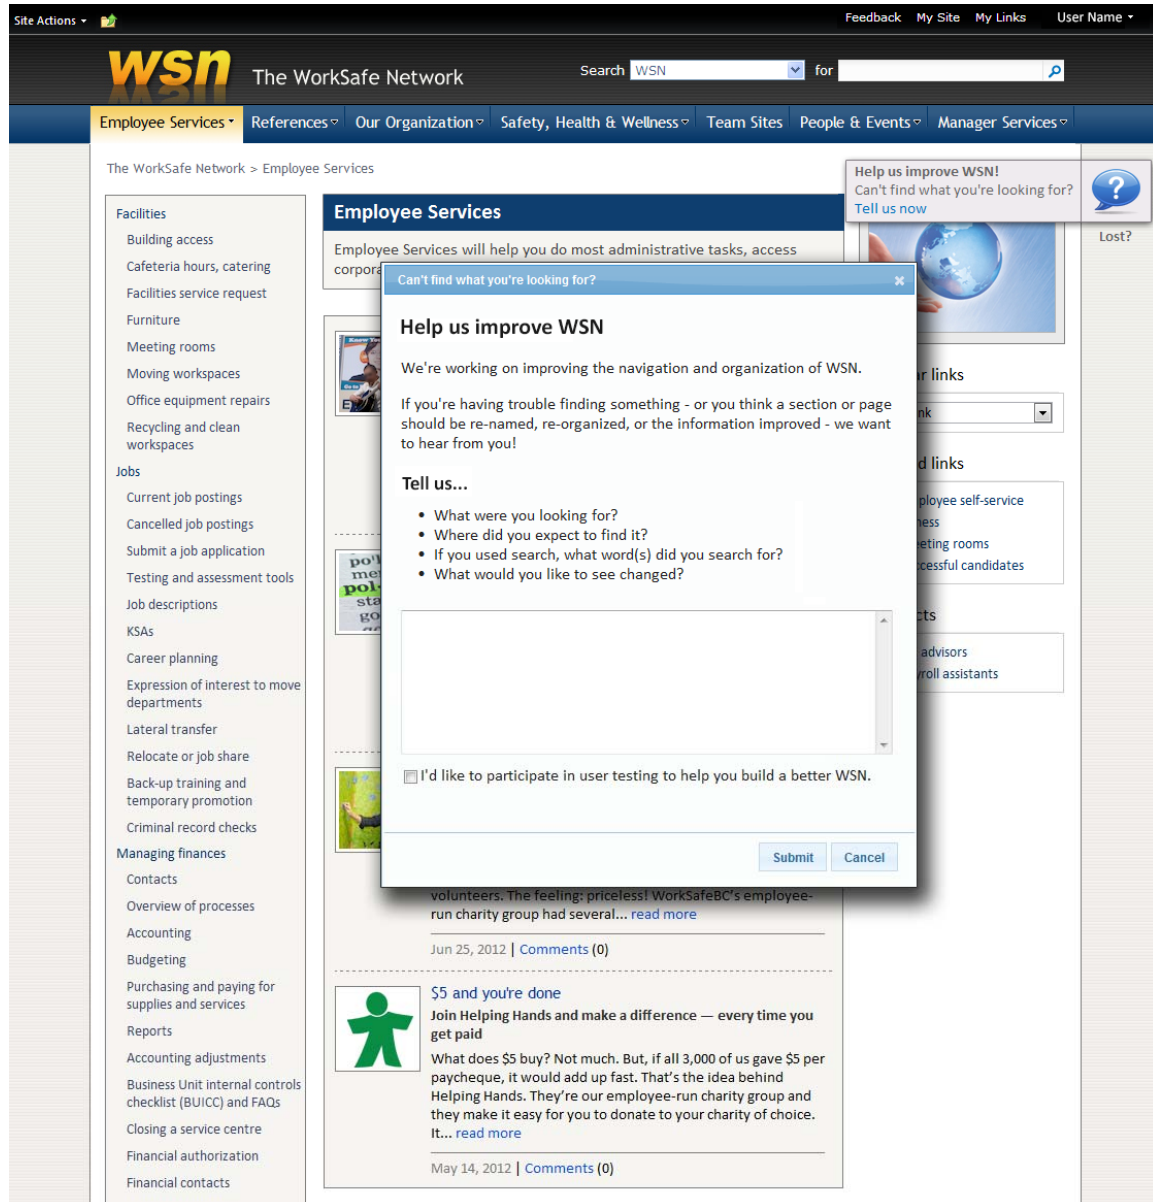 Site Actions
Feedback My Site My Links User Name
wsn The WorkSafe Network
Search WSN for
Employee Services References Our Organization Safety, Health & Wellness Team Sites People & Events Manager Services
The WorkSafe Network > Employee Services
Help us improve WSN!
Can't find what you're looking for?
Tell us now
Lost?
Facilities
Building access
Cafeteria hours, catering
Facilities service request
Furniture
Meeting rooms
Moving workspaces
Office equipment repairs
Recycling and clean
workspaces
Jobs
Current job postings
Cancelled job postings
Submit a job application
Testing and assessment tools
Job descriptions
KSAs
Career planning
Expression of interest to move
departments
Lateral transfer
Relocate or job share
Back-up training and
temporary promotion
Criminal record checks
Managing finances
Contacts
Overview of processes
Accounting
Budgeting
Purchasing and paying for
supplies and services
Reports
Accounting adjustments
Business Unit internal controls
checklist (BUICC) and FAQs
Closing a service centre
Financial authorization
Financial contacts
Employee Services
Employee Services will help you do most administrative tasks, access
Can't find what you're looking for?
Help us improve WSN
We're working on improving the navigation and organization of WSN.
If you're having trouble finding something - or you think a section or page
should be re-named, re-organized, or the information improved - we want
to hear from you!
Tell us...
• What were you looking for?
• Where did you expect to find it?
• If you used search, what word(s) did you search for?
• What would you like to see changed?
I'd like to participate in user testing to help you build a better WSN.
Submit Cancel
volunteers. The feeling: priceless! WorkSafeBC's employee-
run charity group had several... read more
Jun 25, 2012 | Comments (0)
$5 and you're done
Join Helping Hands and make a difference — every time you
get paid
What does $5 buy? Not much. But, if all 3,000 of us gave $5 per
paycheque, it would add up fast. That's the idea behind
Helping Hands. They're our employee-run charity group and
they make it easy for you to donate to your charity of choice.
It... read more
May 14, 2012 | Comments (0)
links
links
self-service
rooms
candidates
advisors
assistants